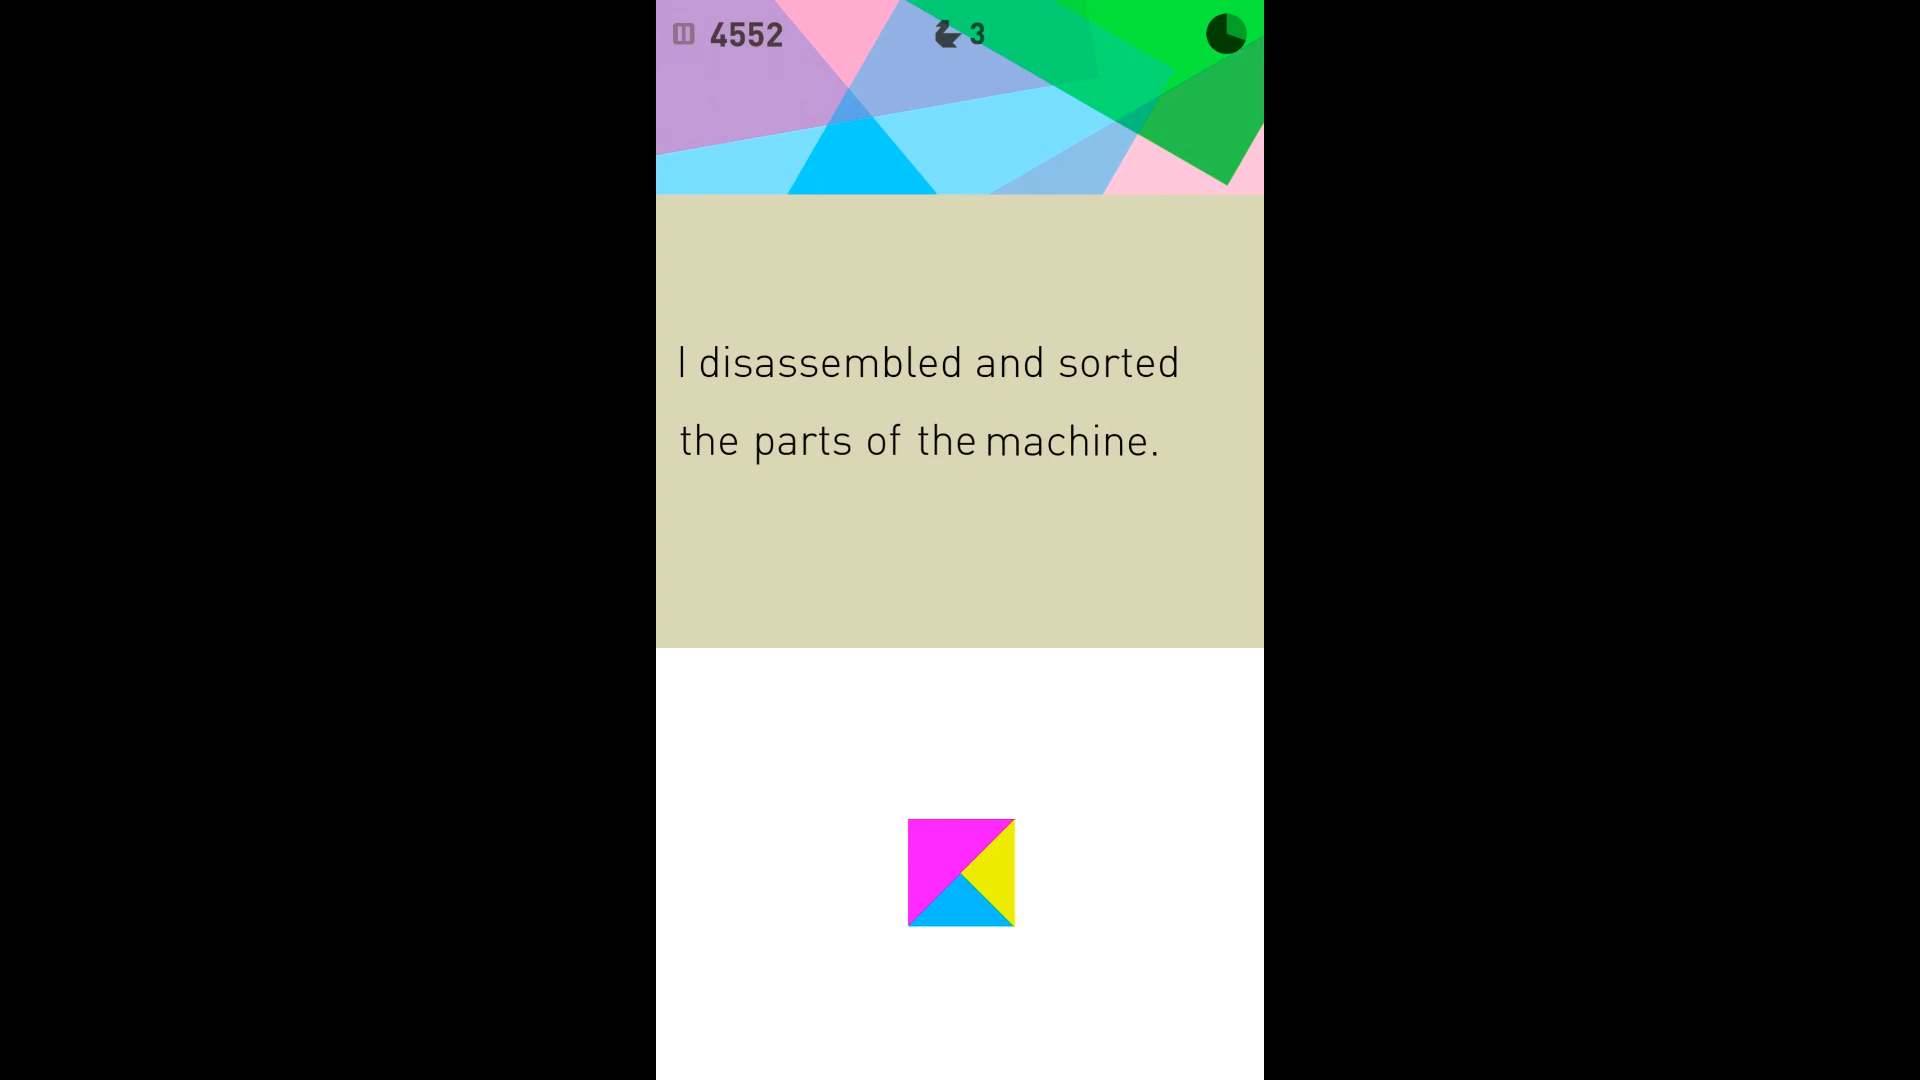 4552
3
I disassembled and sorted
the parts of the machine.